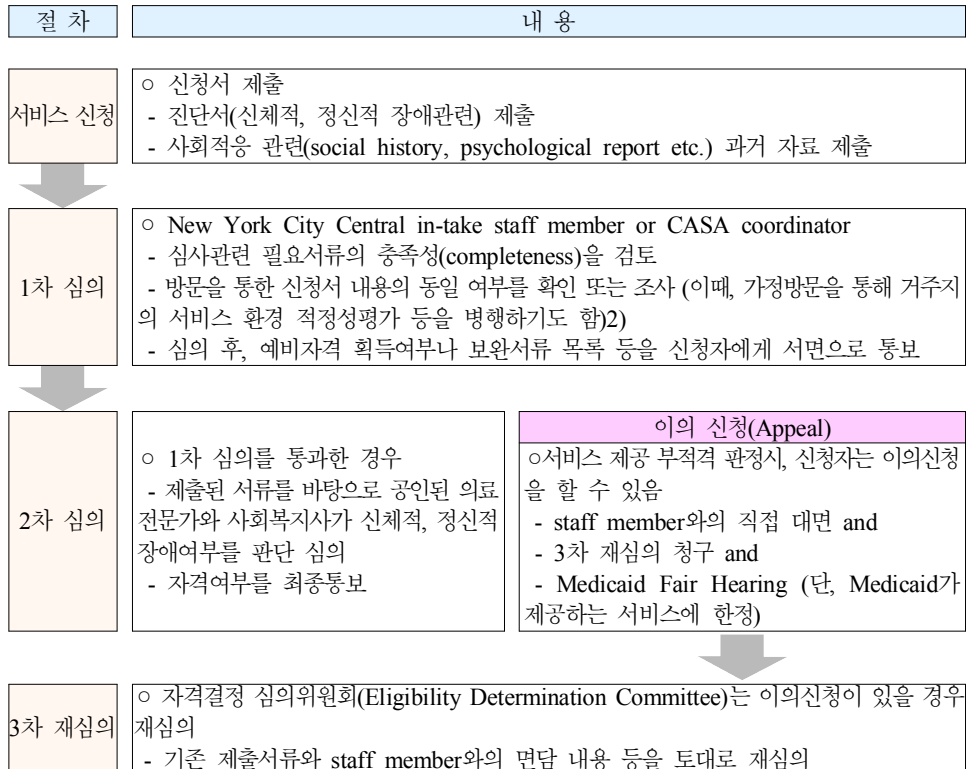 절 차
내 용
서비스 신청
○ 신청서 제출
- 진단서(신체적, 정신적 장애관련) 제출
- 사회적응 관련(social history, psychological report etc.) 과거 자료 제출
1차 심의
○ New York City Central in-take staff member or CASA coordinator
- 심사관련 필요서류의 충족성(completeness)을 검토
- 방문을 통한 신청서 내용의 동일 여부를 확인 또는 조사 (이때, 가정방문을 통해 거주지
의 서비스 환경 적정성평가 등을 병행하기도 함)2)
- 심의 후, 예비자격 획득여부나 보완서류 목록 등을 신청자에게 서면으로 통보
2차 심의
○ 1차 심의를 통과한 경우
- 제출된 서류를 바탕으로 공인된 의료
전문가와 사회복지사가 신체적, 정신적
장애여부를 판단 심의
- 자격여부를 최종통보
이의 신청(Appeal)
○서비스 제공 부적격 판정시, 신청자는 이의신청
을 할 수 있음
- staff member와의 직접 대면 and
- 3차 재심의 청구 and
- Medicaid Fair Hearing (단, Medicaid가
제공하는 서비스에 한정)
3차 재심의
○ 자격결정 심의위원회(Eligibility Determination Committee)는 이의신청이 있을 경우
재심의
- 기존 제출서류와 staff member와의 면담 내용 등을 토대로 재심의